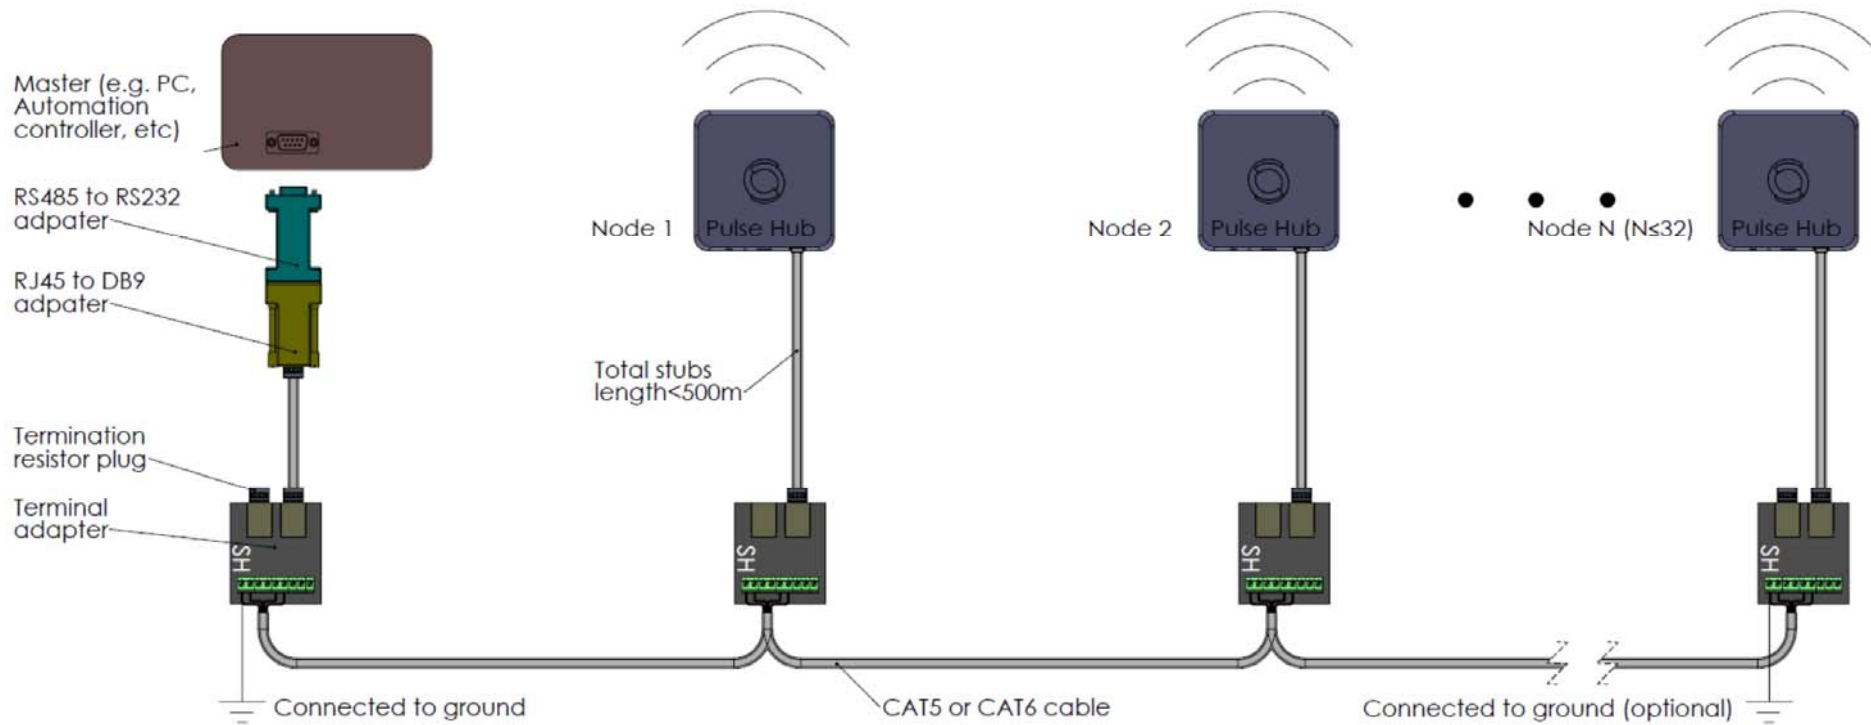 Master (e.g. PC,
Automation
controller, etc)
RS485 to RS232
adpater
RJ45 to DB9
adpater
Termination
resistor plug
Terminal
adapter
SH
Connected to ground
Node 1
Pulse Hub
Total stubs
length<500m
SH
CAT5 or CAT6 cable
Node 2
Pulse Hub
SH
Node N (N≤32)
Pulse Hub
SH
Connected to ground (optional)